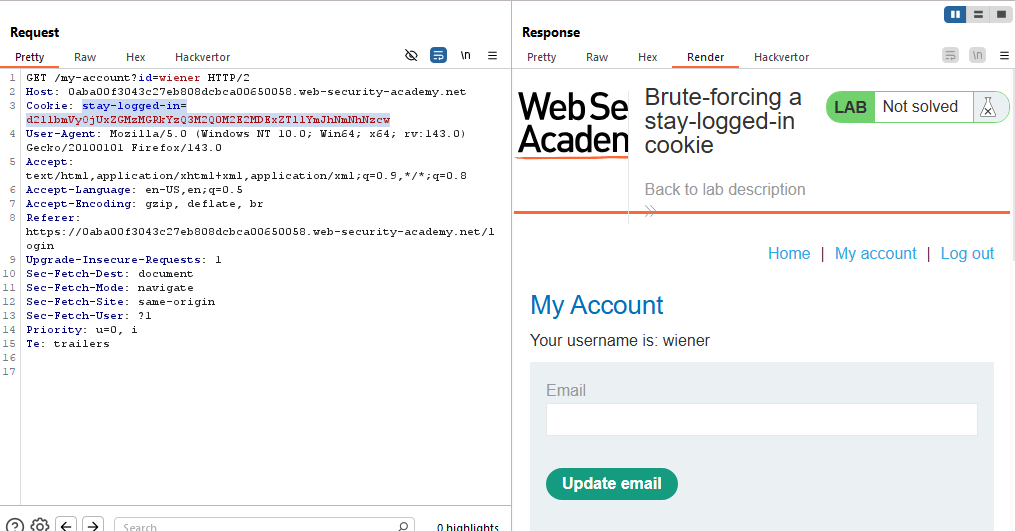 Request
Pretty Raw Hex Hackvertor \n
1 GET /my-account?id=wiener HTTP/2
2 Host: 0aba00f3043c27eb808dcbca00650058.web-security-academy.net
3 Cookie: stay-logged-in=
d2llbmVyOjUxZGMzMGRkYzQ3M2Q0M2E2MDExZTllYmJhNmNhNzcw
4 User-Agent: Mozilla/5.0 (Windows NT 10.0; Win64; x64; rv:143.0)
Gecko/20100101 Firefox/143.0
5 Accept:
text/html,application/xhtml+xml,application/xml;q=0.9,*/*;q=0.8
6 Accept-Language: en-US,en;q=0.5
7 Accept-Encoding: gzip, deflate, br
8 Referer:
https://0aba00f3043c27eb808dcbca00650058.web-security-academy.net/l
ogin
9 Upgrade-Insecure-Requests: 1
10 Sec-Fetch-Dest: document
11 Sec-Fetch-Mode: navigate
12 Sec-Fetch-Site: same-origin
13 Sec-Fetch-User: ?1
14 Priority: u=0, i
15 Te: trailers
16
17
Search 0 highlights
Response
Pretty Raw Hex Render Hackvertor \n
Web Se
Academ
Brute-forcing a
stay-logged-in
cookie
LAB Not solved
Back to lab description
Home | My account | Log out
My Account
Your username is: wiener
Email
Update email